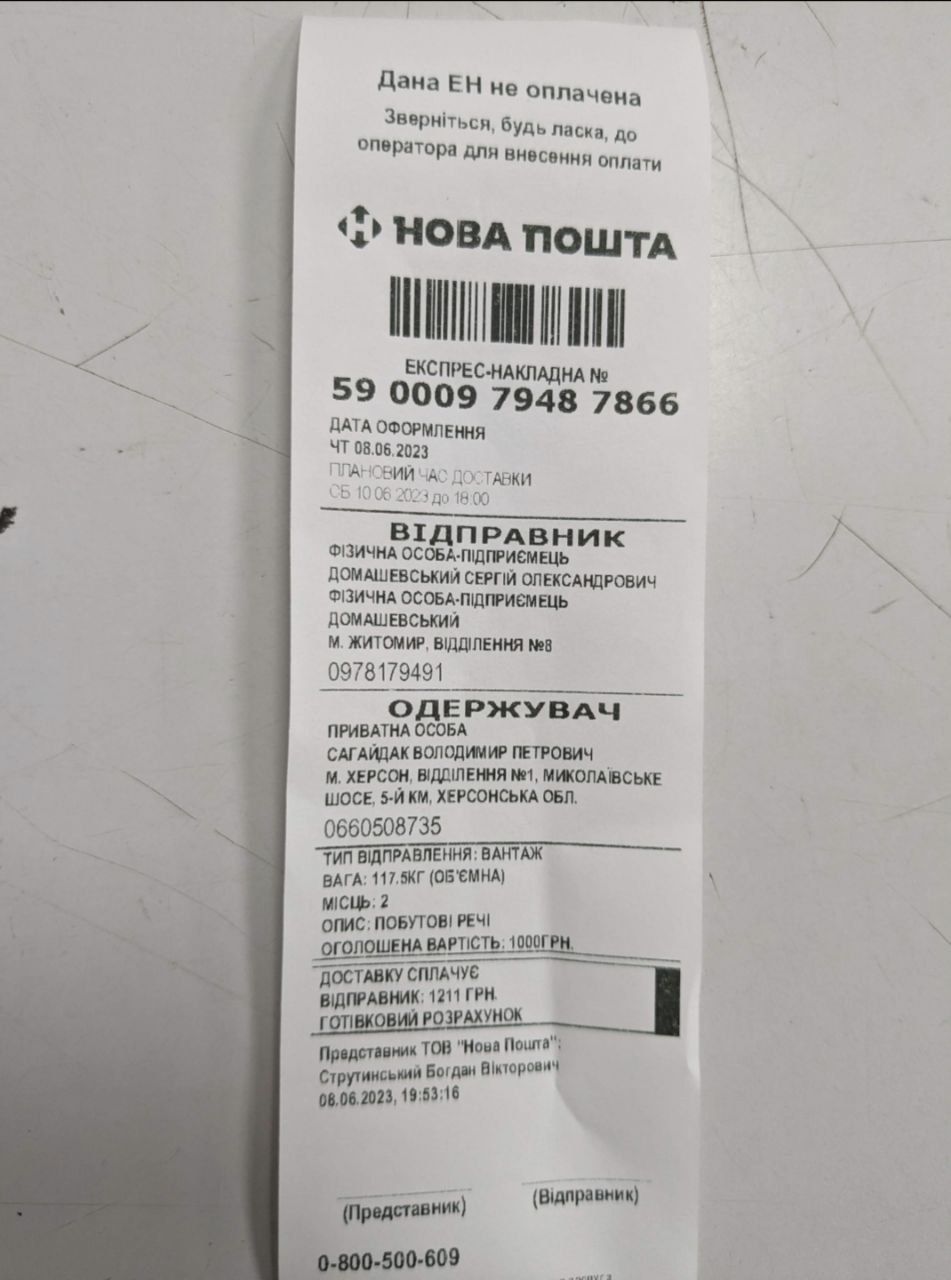 Дана ЕН не оплачена
Зверніться, будь ласка, до
оператора для внесення оплати
НОВА ПОШТА
ЕКСПРЕС-НАКЛАДНА №
59 0009 7948 7866
ДАТА ОФОРМЛЕННЯ
ЧТ 08.06.2023
ПЛАНОВИЙ ЧАС ДОСТАВКИ
СБ 10.06.2023 до 18:00
ВІДПРАВНИК
ФІЗИЧНА ОСОБА-ПІДПРИЄМЕЦЬ
ДОМАШЕВСЬКИЙ СЕРГІЙ ОЛЕКСАНДРОВИЧ
ФІЗИЧНА ОСОБА-ПІДПРИЄМЕЦЬ
ДОМАШЕВСЬКИЙ
М. ЖИТОМИР, ВІДДІЛЕННЯ №8
0978179491
ОДЕРЖУВАЧ
ПРИВАТНА ОСОБА
САГАЙДАК ВОЛОДИМИР ПЕТРОВИЧ
М. ХЕРСОН, ВІДДІЛЕННЯ №1, МИКОЛАЇВСЬКЕ
ШОСЕ, 5-Й КМ, ХЕРСОНСЬКА ОБЛ.
0660508735
ТИП ВІДПРАВЛЕННЯ: ВАНТАЖ
ВАГА: 117.5КГ (ОБ'ЄМНА)
МІСЦЬ: 2
ОПИС: ПОБУТОВІ РЕЧІ
ОГОЛОШЕНА ВАРТІСТЬ: 1000ГРН.
ДОСТАВКУ СПЛАЧУЄ
ВІДПРАВНИК: 1211 ГРН.
ГОТІВКОВИЙ РОЗРАХУНОК
Представник ТОВ "Нова Пошта":
Струтинський Богдан Вікторович
08.06.2023, 19:53:16
(Представник) (Відправник)
0-800-500-609